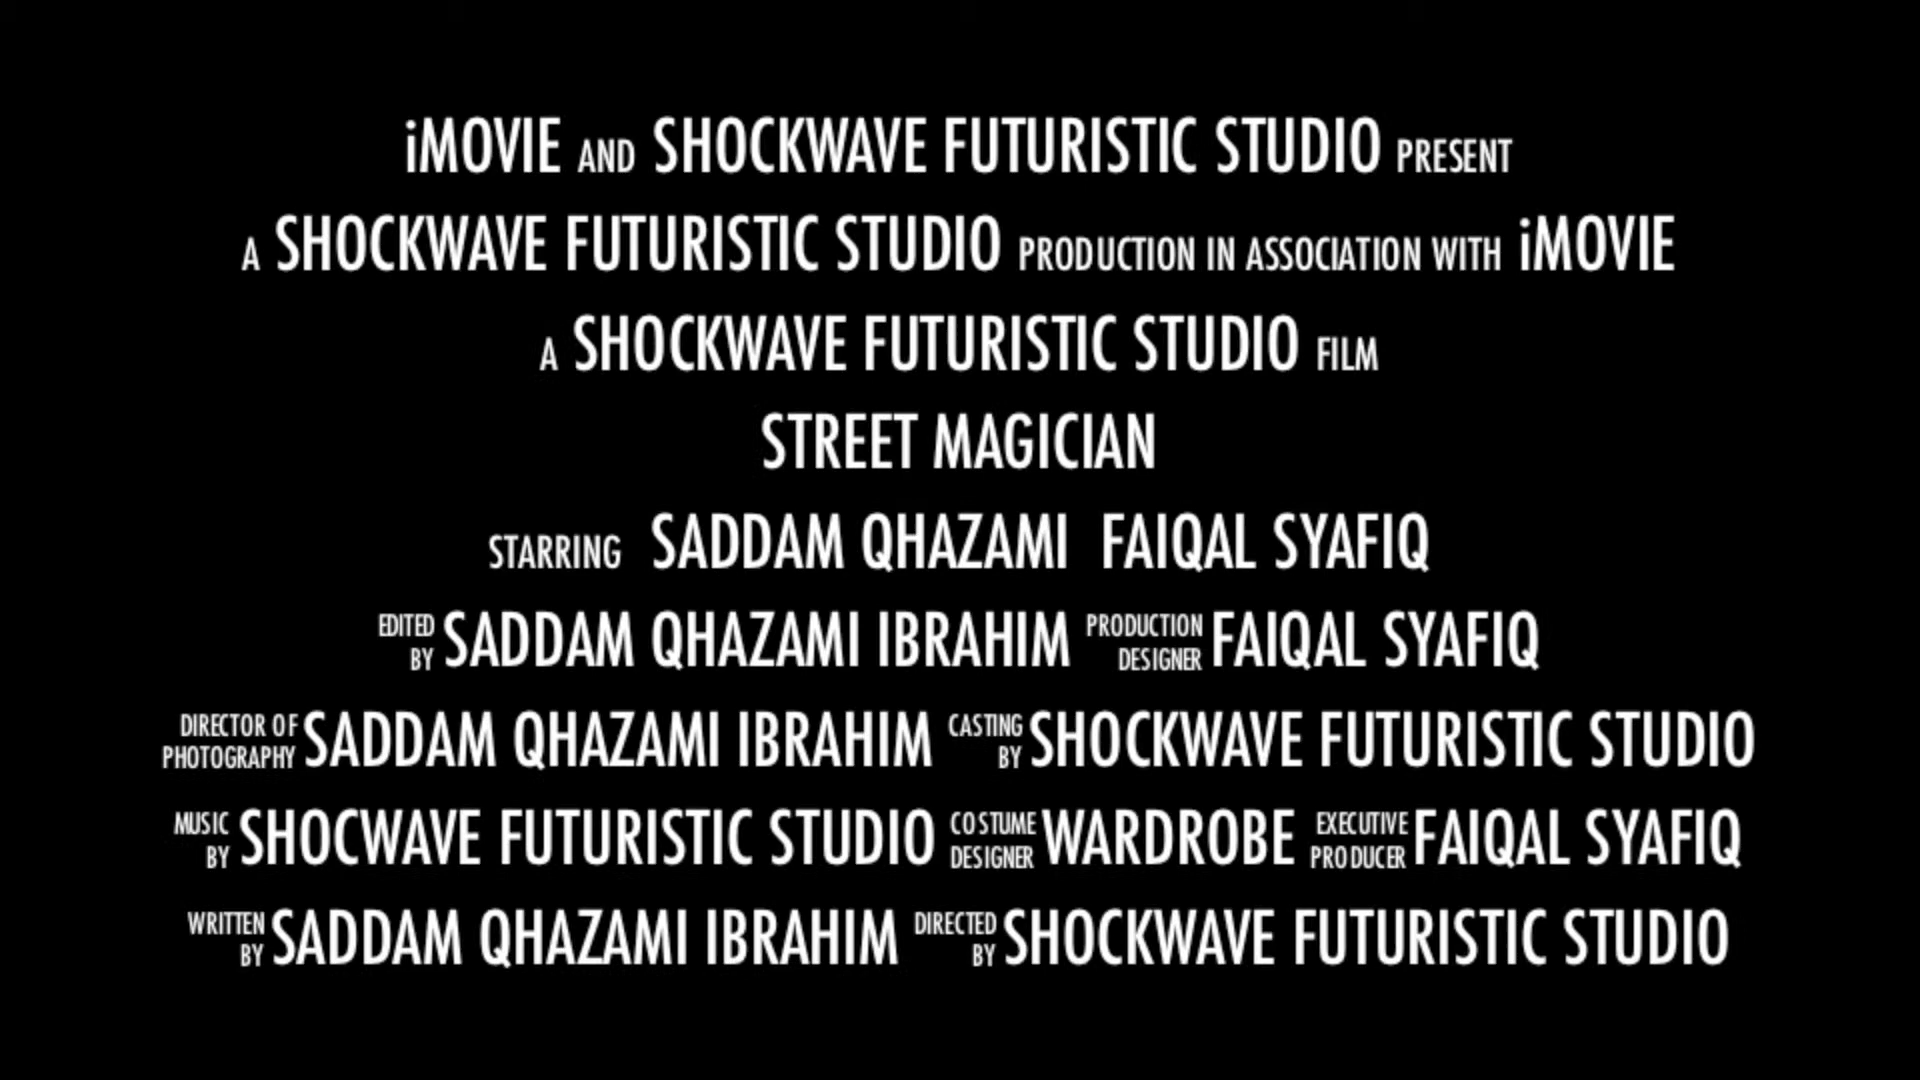 iMOVIE AND SHOCKWAVE FUTURISTIC STUDIO PRESENT
A SHOCKWAVE FUTURISTIC STUDIO PRODUCTION IN ASSOCIATION WITH iMOVIE
A SHOCKWAVE FUTURISTIC STUDIO FILM
STREET MAGICIAN
STARRING SADDAM QHAZAMI FAIQAL SYAFIQ
EDITED BY SADDAM QHAZAMI IBRAHIM PRODUCTION DESIGNER FAIQAL SYAFIQ
DIRECTOR OF PHOTOGRAPHY SADDAM QHAZAMI IBRAHIM CASTING BY SHOCKWAVE FUTURISTIC STUDIO
MUSIC BY SHOCWAVE FUTURISTIC STUDIO COSTUME DESIGNER WARDROBE EXECUTIVE PRODUCER FAIQAL SYAFIQ
WRITTEN BY SADDAM QHAZAMI IBRAHIM DIRECTED BY SHOCKWAVE FUTURISTIC STUDIO